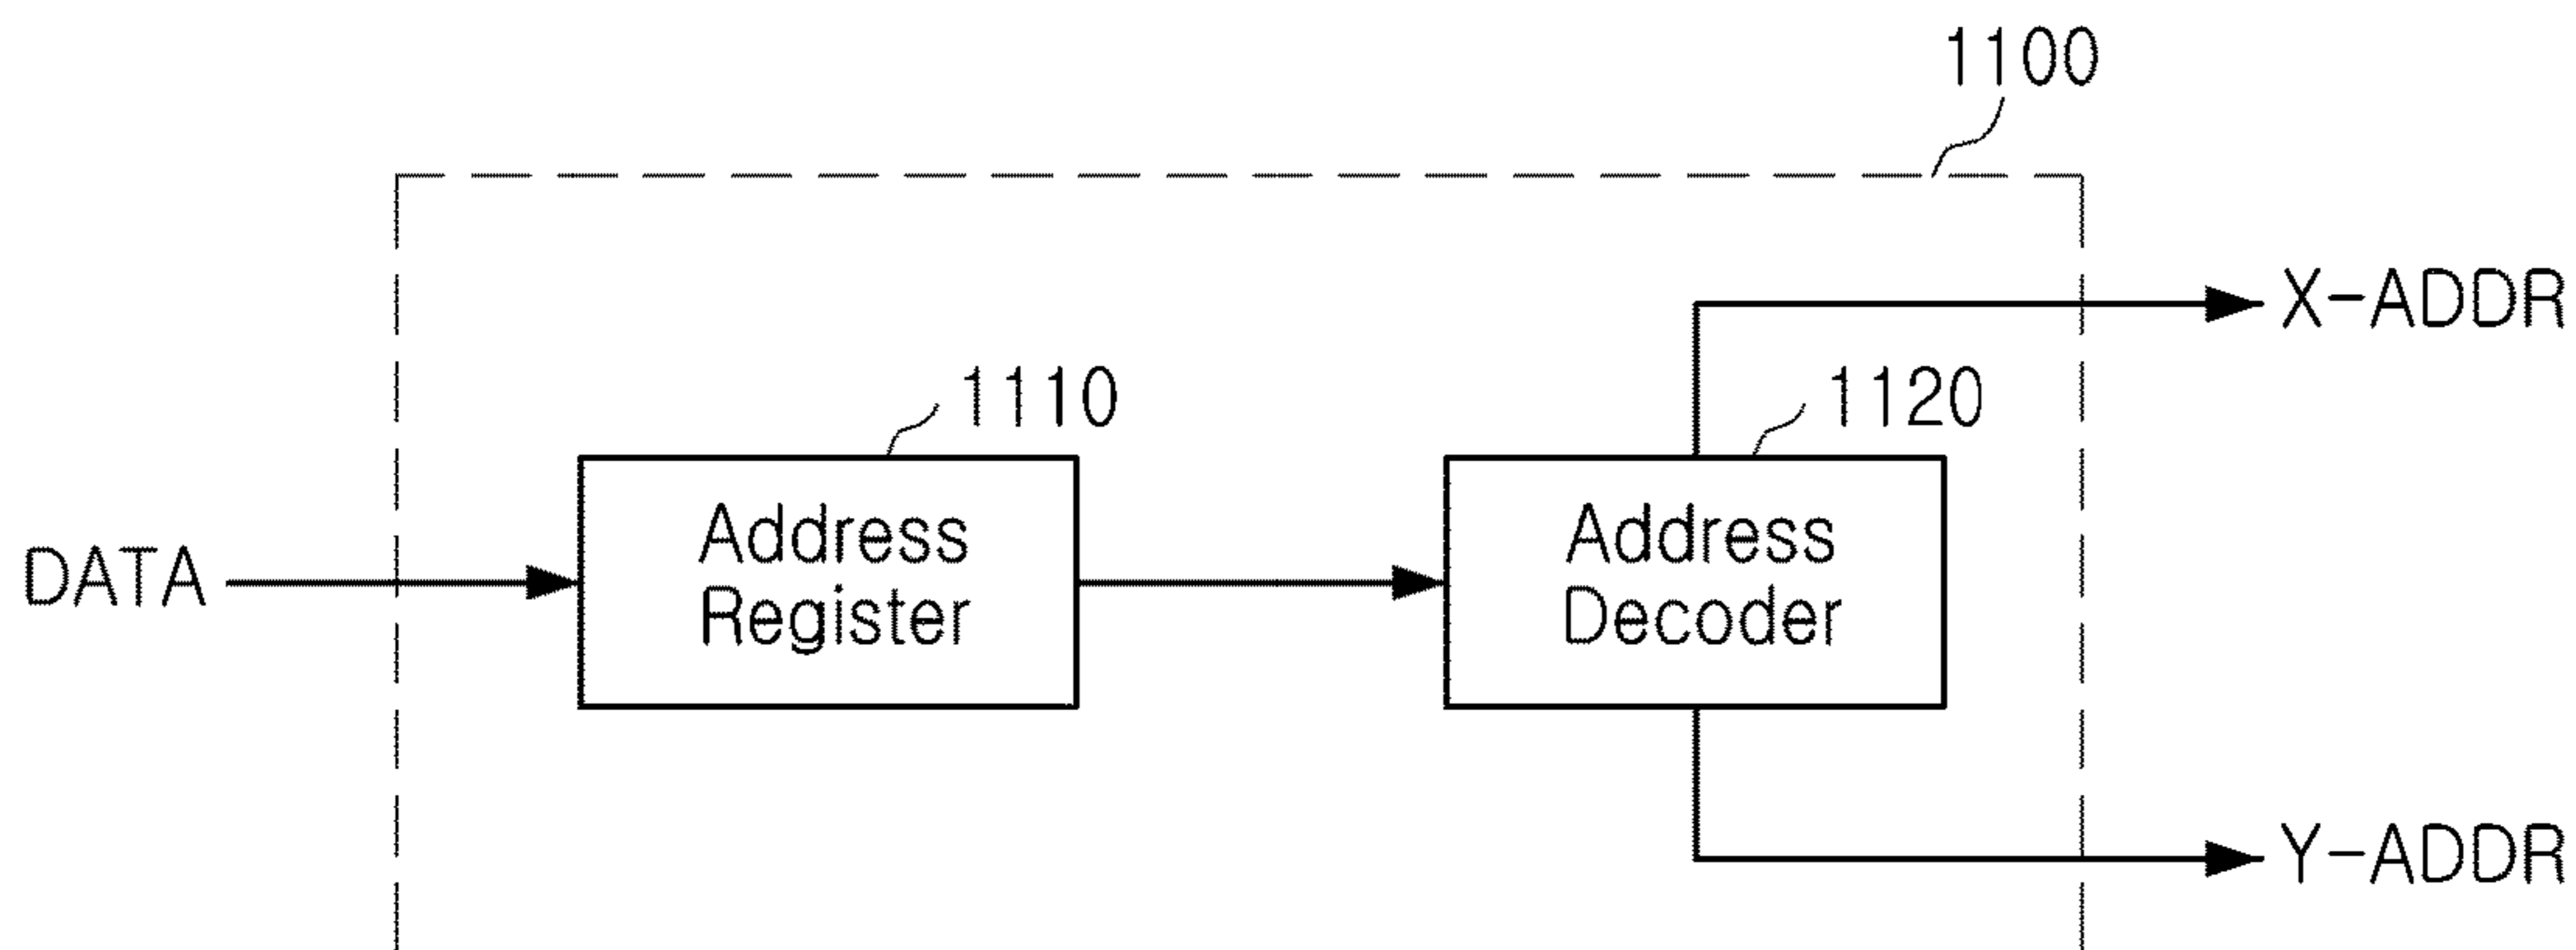 1100
X-ADDR
1110
1120
Address
Register
Address
Decoder
DATA
Y-ADDR